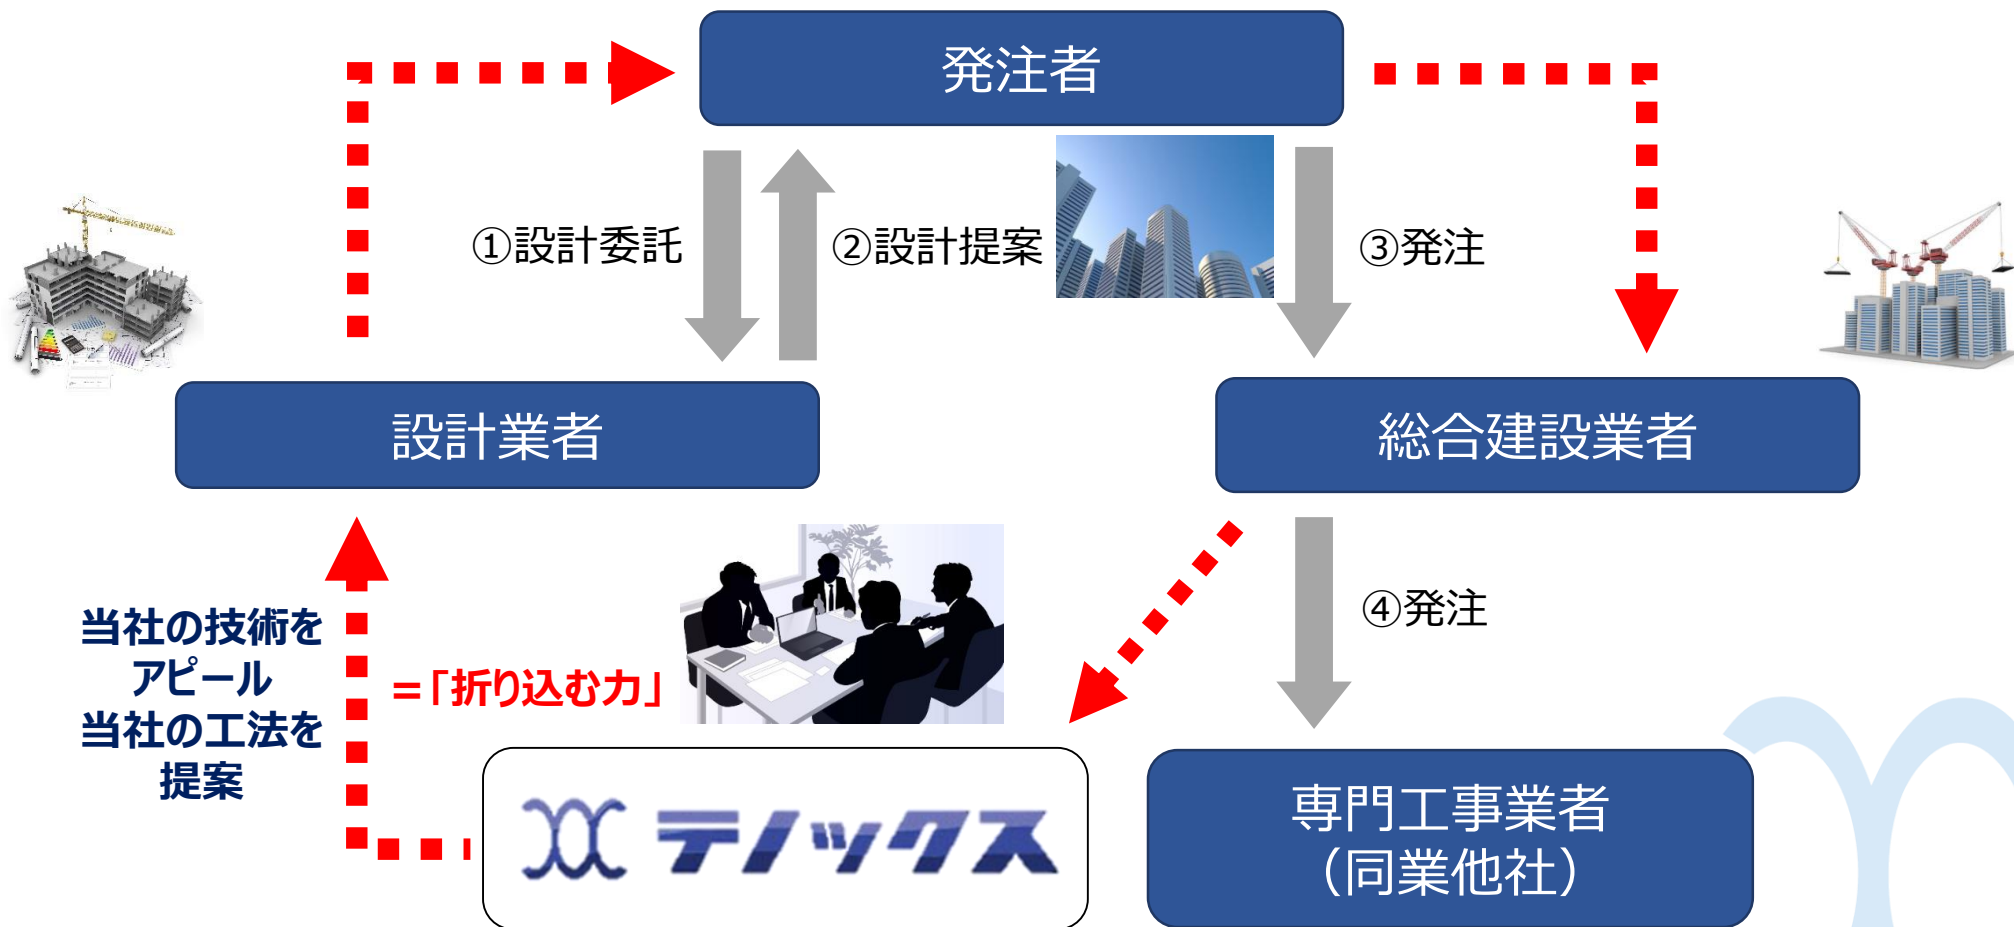 発注者
①設計委託
②設計提案
③発注
設計業者
総合建設業者
当社の技術を
アピール
当社の工法を
提案
=「折り込む力」
④発注
テノックス
専門工事業者
（同業他社）